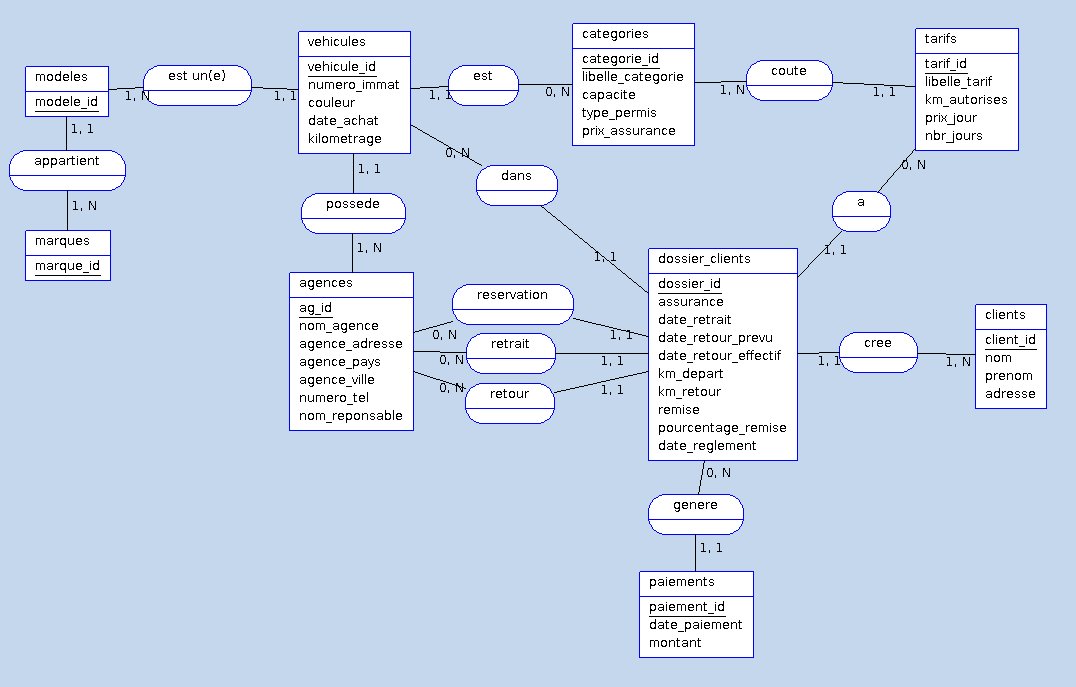 modeles
modele_id
1, 1
appartient
1, N
marques
marque_id
1, N
est un(e)
1, 1
vehicules
vehicule_id
numero_immat
couleur
date_achat
kilometrage
1, 1
est
0, N
categories
categorie_id
libelle_categorie
capacite
type_permis
prix_assurance
1, N
coute
1, 1
tarifs
tarif_id
libelle_tarif
km_autorises
prix_jour
nbr_jours
0, N
a
1, 1
0, N
dans
1, 1
1, 1
possede
1, N
agences
ag_id
nom_agence
agence_adresse
agence_pays
agence_ville
numero_tel
nom_reponsable
0, N
reservation
1, 1
0, N
retrait
1, 1
0, N
retour
1, 1
dossier_clients
dossier_id
assurance
date_retrait
date_retour_prevu
date_retour_effectif
km_depart
km_retour
remise
pourcentage_remise
date_reglement
1, 1
cree
1, N
clients
client_id
nom
prenom
adresse
0, N
genere
1, 1
paiements
paiement_id
date_paiement
montant